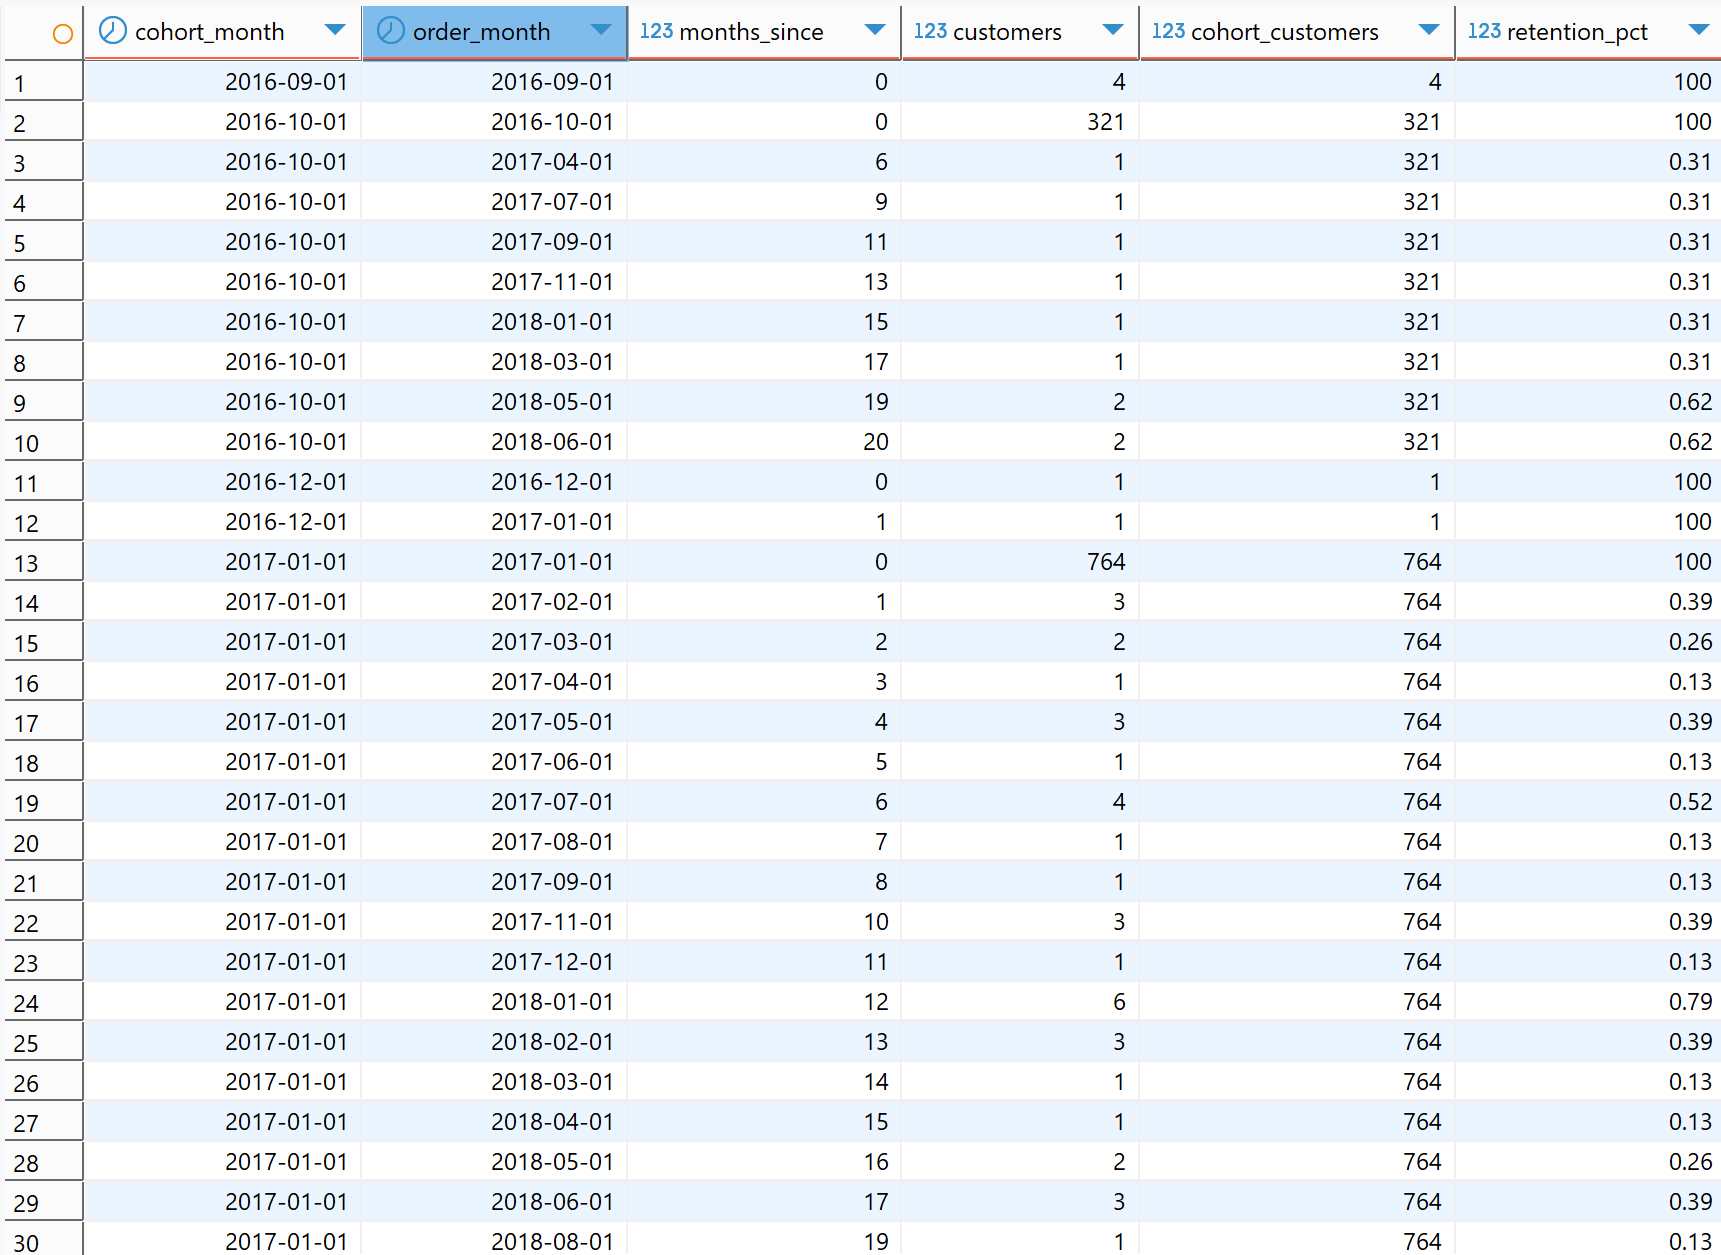 cohort_month order_month 123 months_since 123 customers 123 cohort_customers 123 retention_pct
1 2016-09-01 2016-09-01 0 4 4 100
2 2016-10-01 2016-10-01 0 321 321 100
3 2016-10-01 2017-04-01 6 1 321 0.31
4 2016-10-01 2017-07-01 9 1 321 0.31
5 2016-10-01 2017-09-01 11 1 321 0.31
6 2016-10-01 2017-11-01 13 1 321 0.31
7 2016-10-01 2018-01-01 15 1 321 0.31
8 2016-10-01 2018-03-01 17 1 321 0.31
9 2016-10-01 2018-05-01 19 2 321 0.62
10 2016-10-01 2018-06-01 20 2 321 0.62
11 2016-12-01 2016-12-01 0 1 1 100
12 2016-12-01 2017-01-01 1 1 1 100
13 2017-01-01 2017-01-01 0 764 764 100
14 2017-01-01 2017-02-01 1 3 764 0.39
15 2017-01-01 2017-03-01 2 2 764 0.26
16 2017-01-01 2017-04-01 3 1 764 0.13
17 2017-01-01 2017-05-01 4 3 764 0.39
18 2017-01-01 2017-06-01 5 1 764 0.13
19 2017-01-01 2017-07-01 6 4 764 0.52
20 2017-01-01 2017-08-01 7 1 764 0.13
21 2017-01-01 2017-09-01 8 1 764 0.13
22 2017-01-01 2017-11-01 10 3 764 0.39
23 2017-01-01 2017-12-01 11 1 764 0.13
24 2017-01-01 2018-01-01 12 6 764 0.79
25 2017-01-01 2018-02-01 13 3 764 0.39
26 2017-01-01 2018-03-01 14 1 764 0.13
27 2017-01-01 2018-04-01 15 1 764 0.13
28 2017-01-01 2018-05-01 16 2 764 0.26
29 2017-01-01 2018-06-01 17 3 764 0.39
30 2017-01-01 2018-08-01 19 1 764 0.13